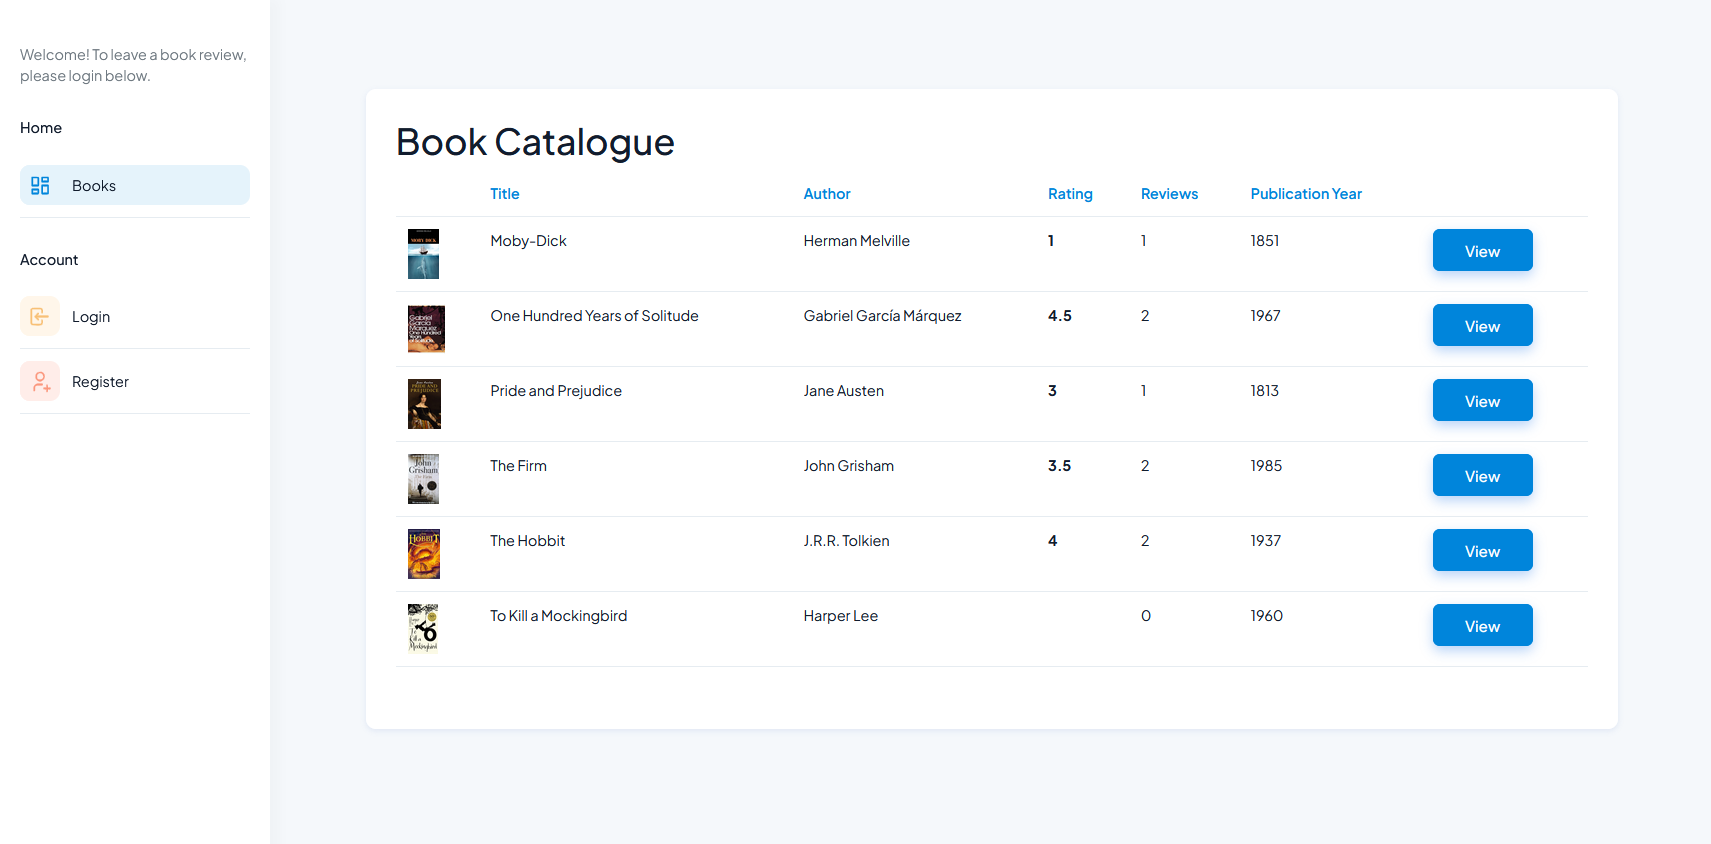 Welcome! To leave a book review,
please login below.
Home
Books
Account
Login
Register
Book Catalogue
Title Author Rating Reviews Publication Year
Moby-Dick Herman Melville 1 1 1851 View
One Hundred Years of Solitude Gabriel García Márquez 4.5 2 1967 View
Pride and Prejudice Jane Austen 3 1 1813 View
The Firm John Grisham 3.5 2 1985 View
The Hobbit J.R.R. Tolkien 4 2 1937 View
To Kill a Mockingbird Harper Lee 0 1960 View